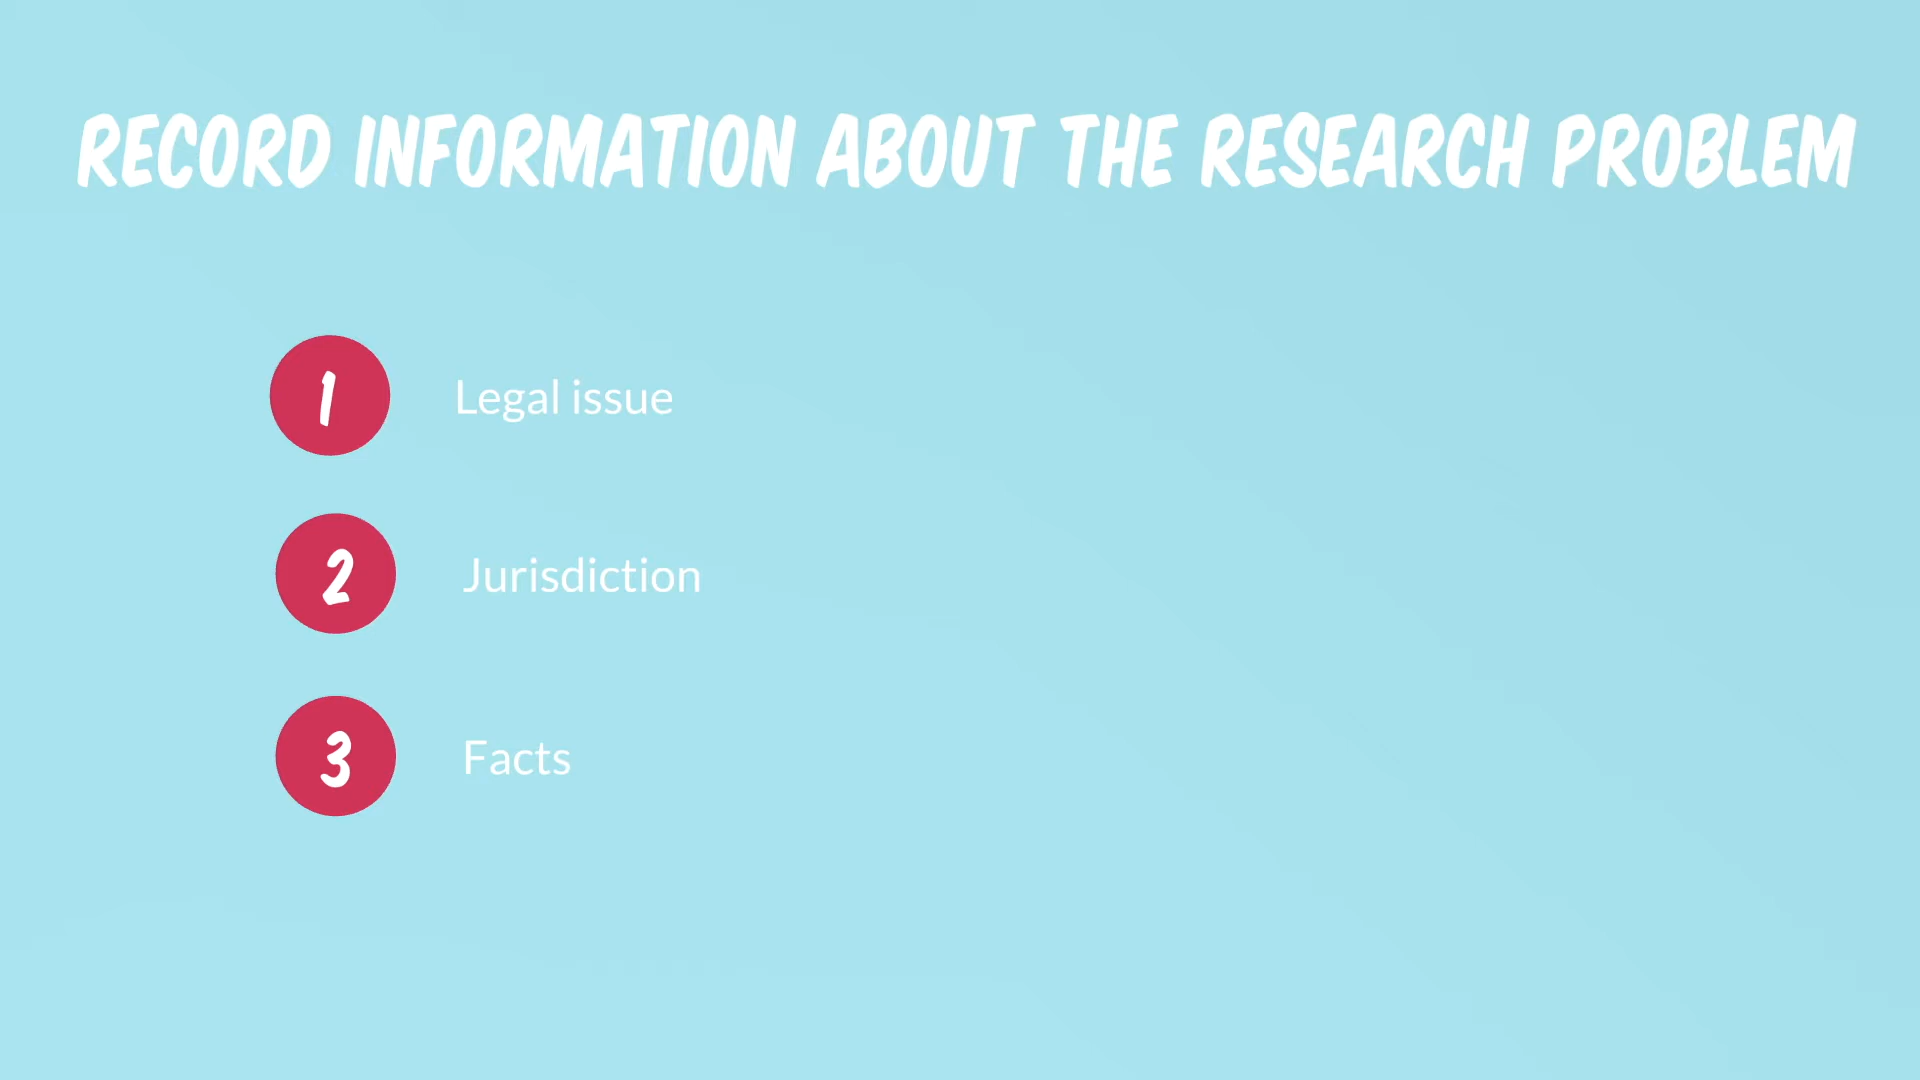 RECORD INFORMATION ABOUT THE RESEARCH PROBLEM
1 Legal issue
2 Jurisdiction
3 Facts